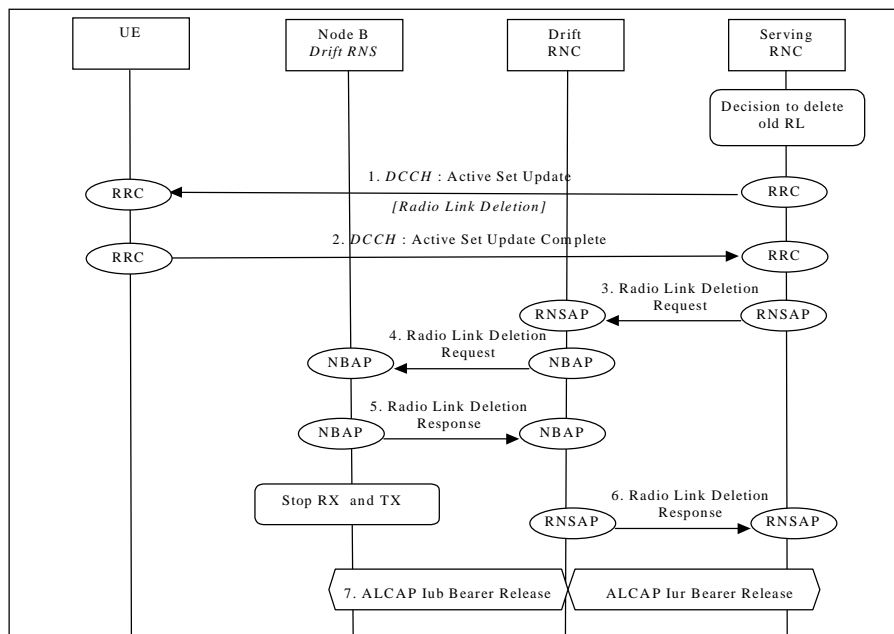 UE
Node B
Drift RNS
Drift
RNC
Serving
RNC
Decision to delete
old RL
1. DCCH : Active Set Update
RRC
RRC
[Radio Link Deletion]
2. DCCH : Active Set Update Complete
RRC
RRC
3. Radio Link Deletion
Request
RNSAP
RNSAP
4. Radio Link Deletion
Request
NBAP
NBAP
5. Radio Link Deletion
Response
NBAP
NBAP
Stop RX and TX
6. Radio Link Deletion
Response
RNSAP
RNSAP
7. ALCAP Iub Bearer Release
ALCAP Iur Bearer Release